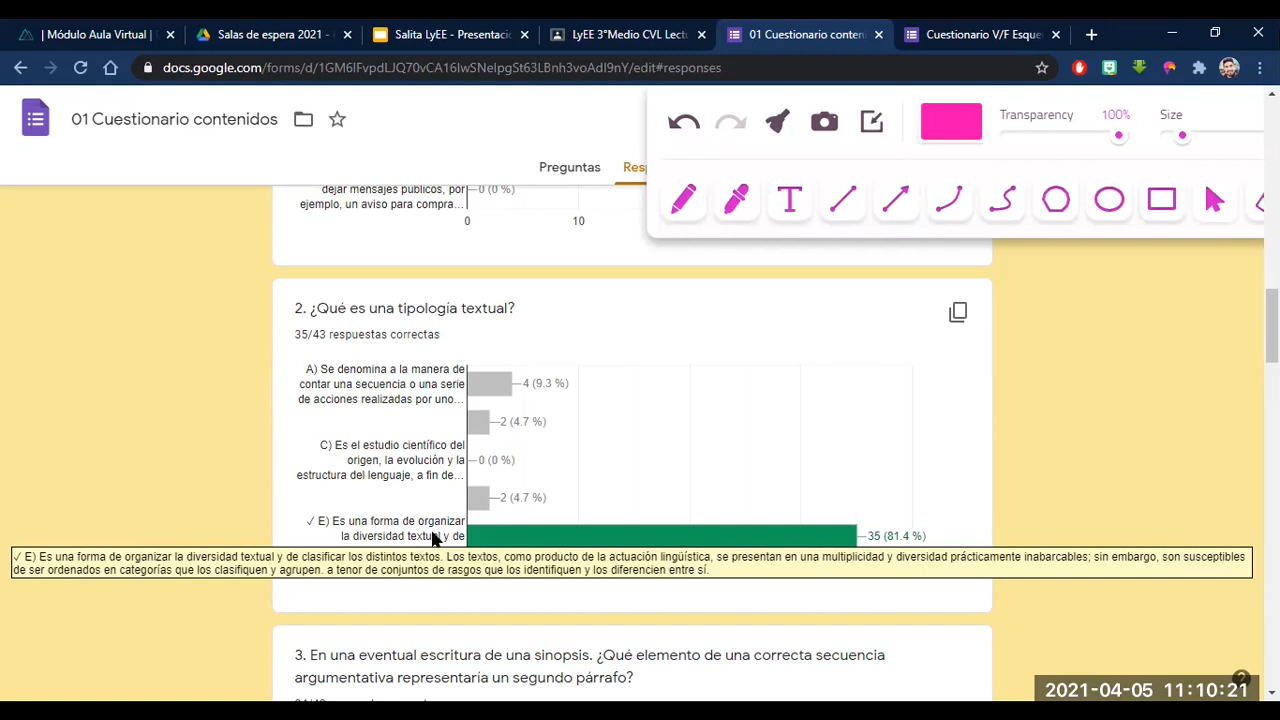 | Módulo Aula Virtual |
Salas de espera 2021 -
Salita LyEE - Presentacio
LyEE 3°Medio CVL Lectu
01 Cuestionario conten
Cuestionario V/F Esque
docs.google.com/forms/d/1GM6lFvpdLJQ70vCA16IwSNelpgSt63LBnh3voAdI9nY/edit#responses
01 Cuestionario contenidos
Transparency 100% Size
Preguntas
Resp
T
dejar mensajes públicos, por
ejemplo, un aviso para compra...
0 (0 %)
0 10
2. ¿Qué es una tipología textual?
35/43 respuestas correctas
A) Se denomina a la manera de
contar una secuencia o una serie
de acciones realizadas por uno...
4 (9.3 %)
2 (4.7 %)
C) Es el estudio científico del
origen, la evolución y la
estructura del lenguaje, a fin de...
0 (0 %)
2 (4.7 %)
✓ E) Es una forma de organizar
la diversidad textual y de
35 (81.4 %)
✓ E) Es una forma de organizar la diversidad textual y de clasificar los distintos textos. Los textos, como producto de la actuación lingüística, se presentan en una multiplicidad y diversidad prácticamente inabarcables; sin embargo, son susceptibles
de ser ordenados en categorías que los clasifiquen y agrupen. a tenor de conjuntos de rasgos que los identifiquen y los diferencien entre sí.
3. En una eventual escritura de una sinopsis. ¿Qué elemento de una correcta secuencia
argumentativa representaría un segundo párrafo?
2021-04-05 11:10:21